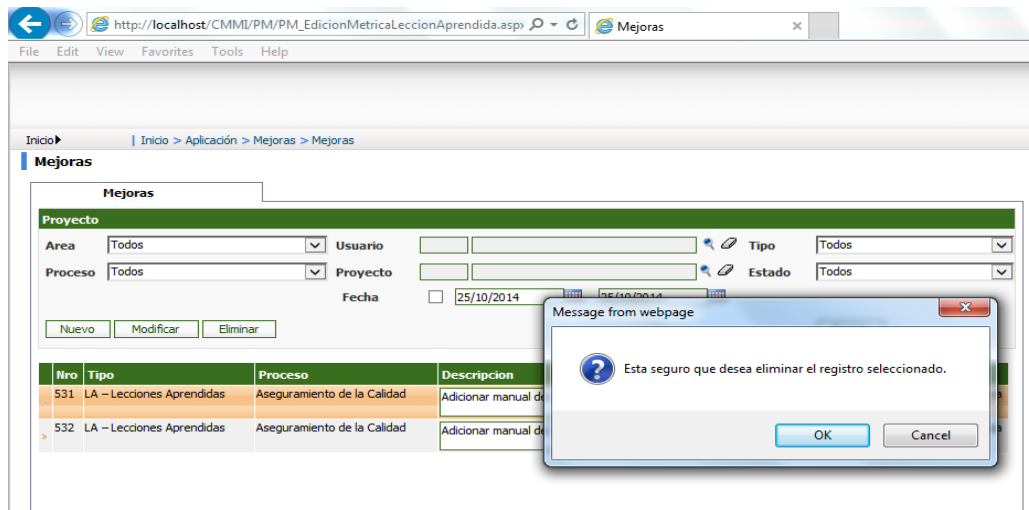 http://localhost/CMMI/PM/PM_EdicionMetricaLeccionAprendida.aspx
Mejoras
File Edit View Favorites Tools Help
Inicio
Inicio > Aplicación > Mejoras > Mejoras
Mejoras
Mejoras
Proyecto
Area Todos Usuario Tipo Todos
Proceso Todos Proyecto Estado Todos
Fecha 25/10/2014 25/10/2014
Nuevo Modificar Eliminar
Message from webpage
Esta seguro que desea eliminar el registro seleccionado.
OK Cancel
Nro Tipo Proceso Descripcion
531 LA – Lecciones Aprendidas Aseguramiento de la Calidad Adicionar manual de
532 LA – Lecciones Aprendidas Aseguramiento de la Calidad Adicionar manual de